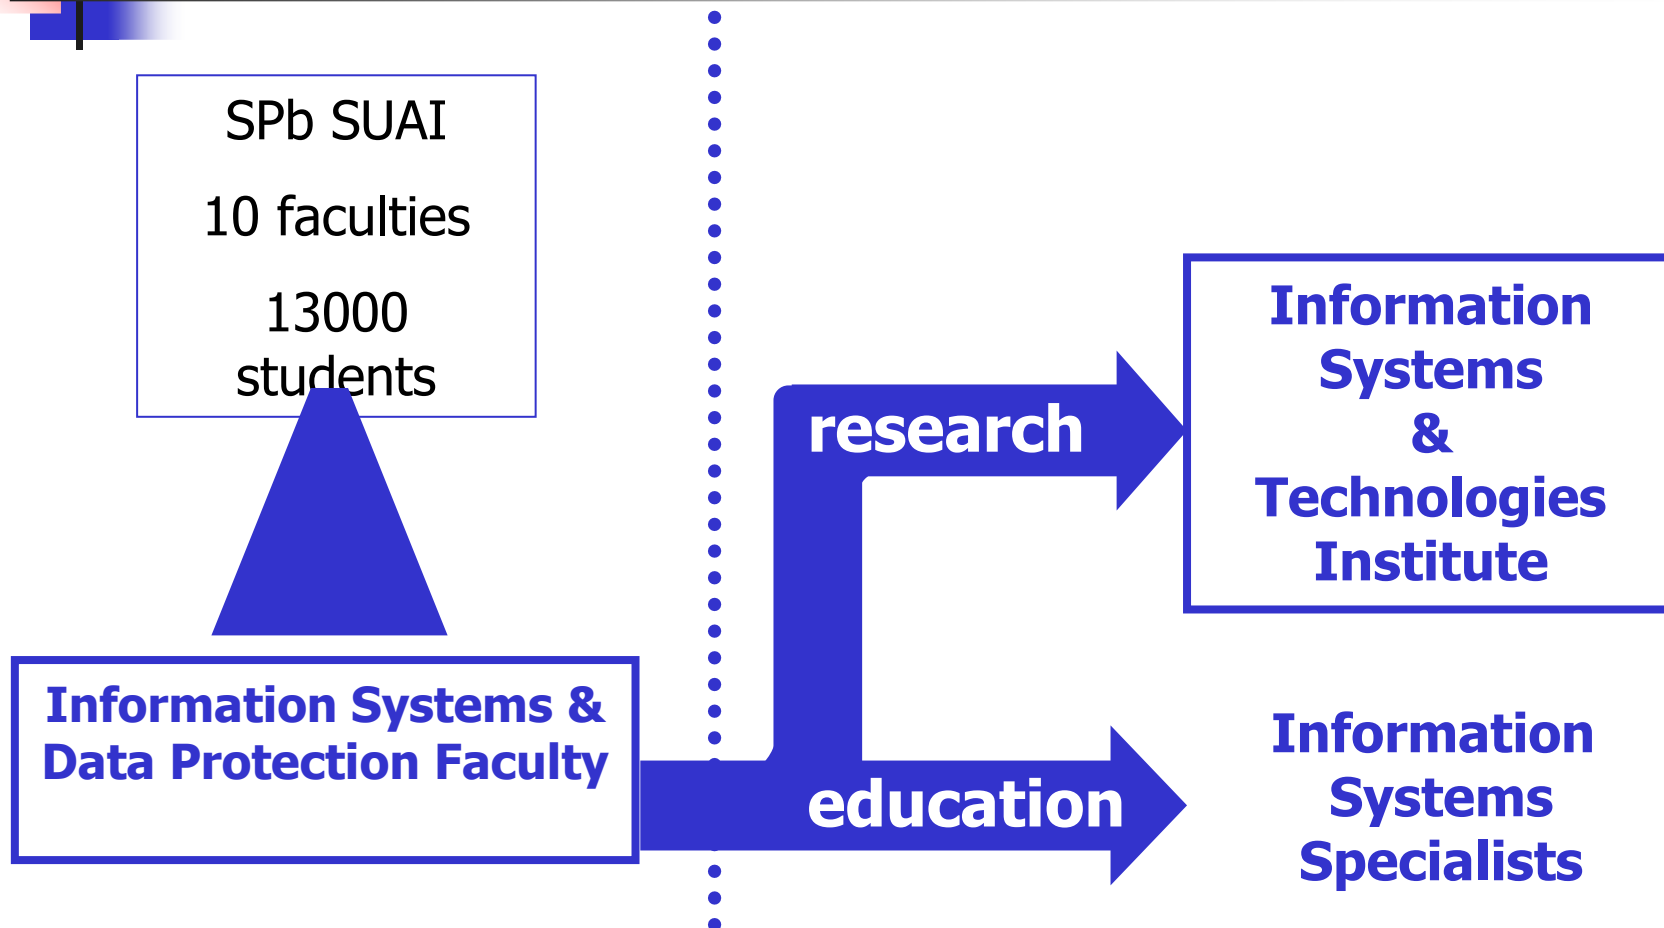 SPb SUAI
10 faculties
13000
students
Information Systems &
Data Protection Faculty
research
education
Information
Systems
&
Technologies
Institute
Information
Systems
Specialists